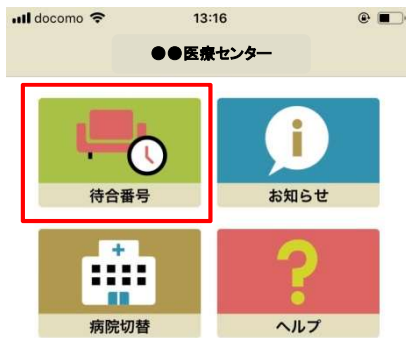 docomo 13:16
●●医療センター
待合番号 お知らせ
病院切替 ヘルプ